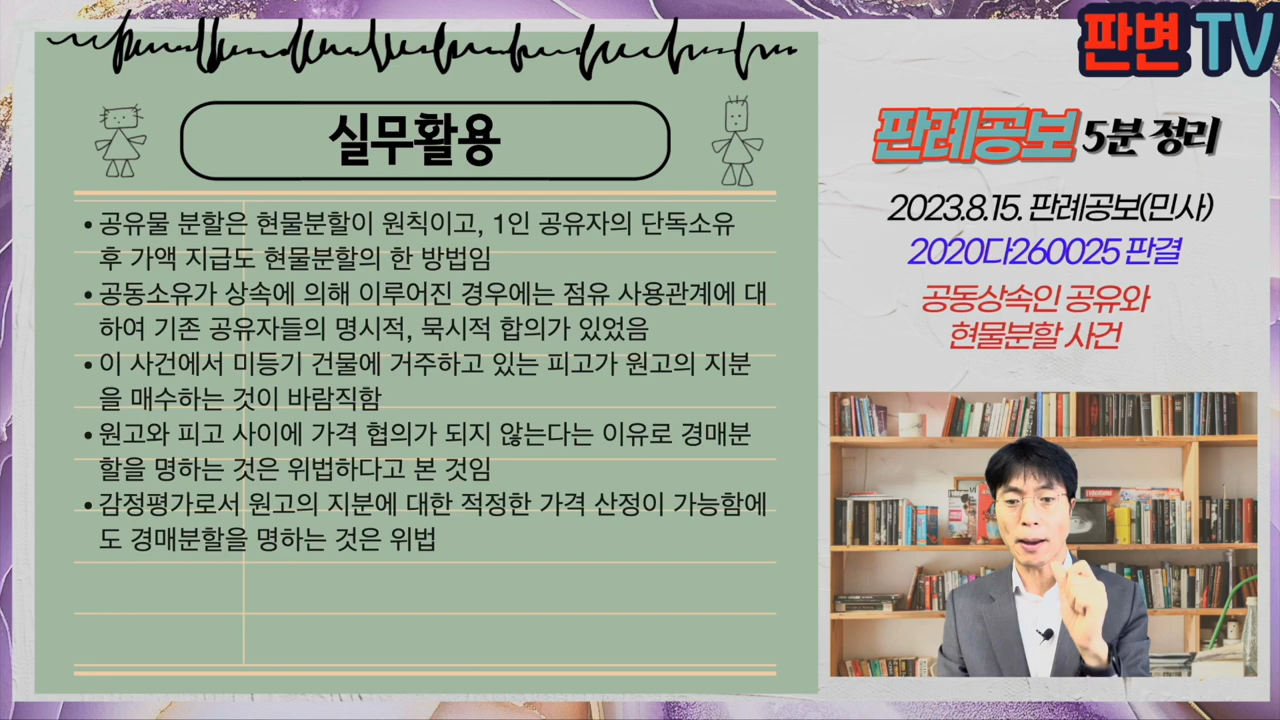 판변 TV
실무활용
• 공유물 분할은 현물분할이 원칙이고, 1인 공유자의 단독소유
후 가액 지급도 현물분할의 한 방법임
• 공동소유가 상속에 의해 이루어진 경우에는 점유 사용관계에 대
하여 기존 공유자들의 명시적, 묵시적 합의가 있었음
• 이 사건에서 미등기 건물에 거주하고 있는 피고가 원고의 지분
을 매수하는 것이 바람직함
• 원고와 피고 사이에 가격 협의가 되지 않는다는 이유로 경매분
할을 명하는 것은 위법하다고 본 것임
• 감정평가로서 원고의 지분에 대한 적정한 가격 산정이 가능함에
도 경매분할을 명하는 것은 위법
판례공보 5분 정리
2023.8.15. 판례공보(민사)
2020다260025 판결
공동상속인 공유와
현물분할 사건